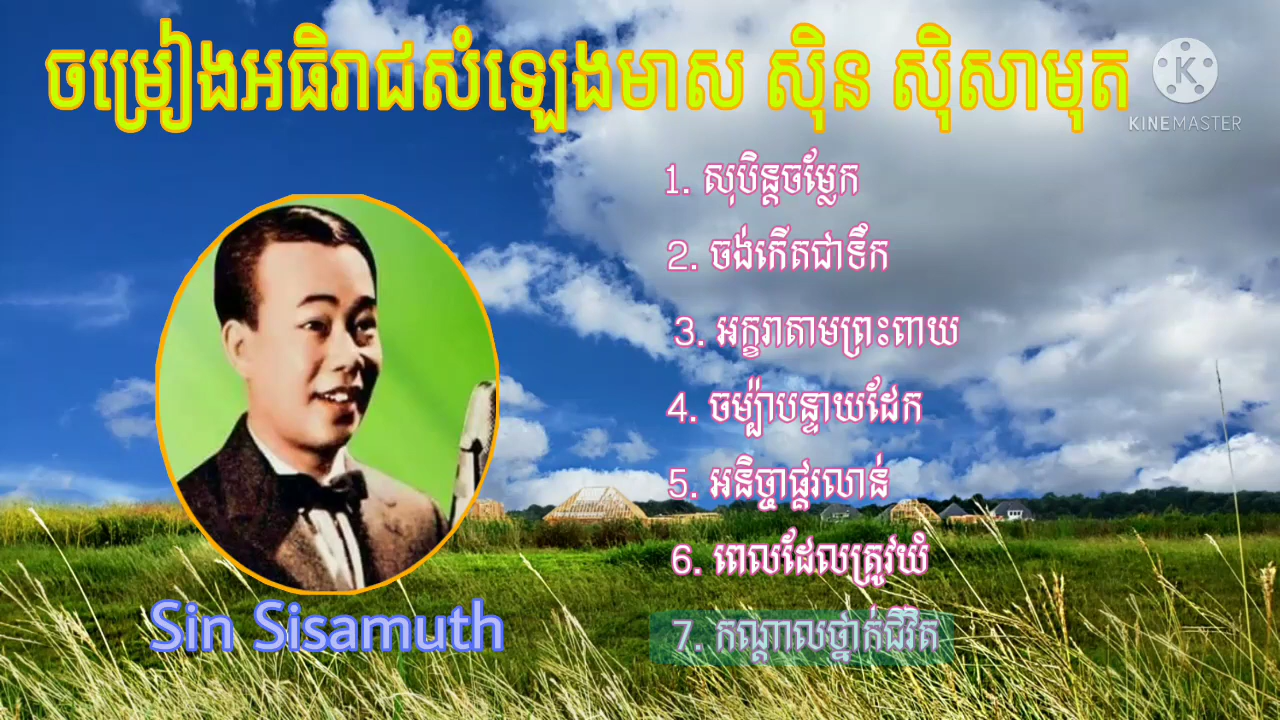 ចម្រៀងអធិរាជសំឡេងមាស ស៊ិន ស៊ិសាមុត
KINEMASTER
1. សុបិន្តចម្លែក
2. ចង់កើតជាទឹក
3. អក្ខរាតាមព្រះពាយ
4. ចម្ប៉ាបន្ទាយដែក
5. អនិច្ចាផ្គរលាន់
6. ពេលដែលត្រូវយំ
7. កណ្ដាលថ្នាក់ជីវិត
Sin Sisamuth